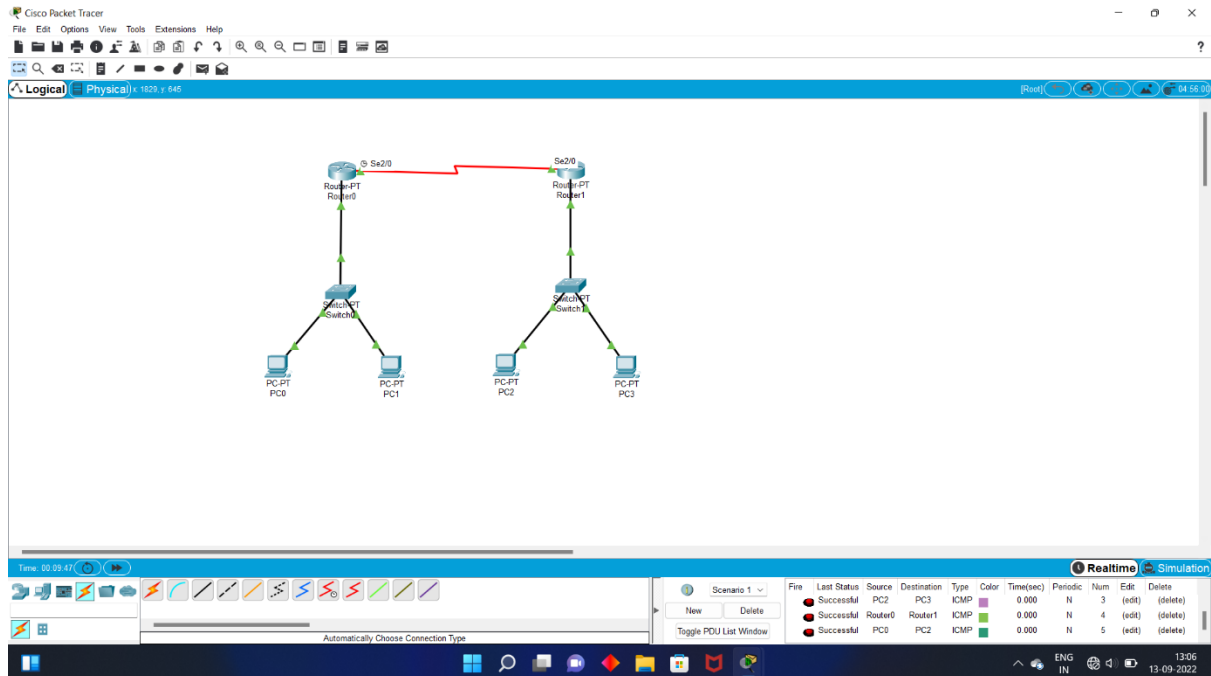 Cisco Packet Tracer
File Edit Options View Tools Extensions Help
?
Logical Physical x: 1829, y: 645 [Root] 04:56:00
Se2/0 Se2/0
Router-PT Router-PT
Router0 Router1
Switch-PT Switch-PT
Switch0 Switch1
PC-PT PC-PT PC-PT PC-PT
PC0 PC1 PC2 PC3
Time: 00:09:47 Realtime Simulation
Scenario 1 Fire Last Status Source Destination Type Color Time(sec) Periodic Num Edit Delete
Successful PC2 PC3 ICMP 0.000 N 3 (edit) (delete)
New Delete Successful Router0 Router1 ICMP 0.000 N 4 (edit) (delete)
Automatically Choose Connection Type Toggle PDU List Window Successful PC0 PC2 ICMP 0.000 N 5 (edit) (delete)
ENG 13:06
IN 13-09-2022